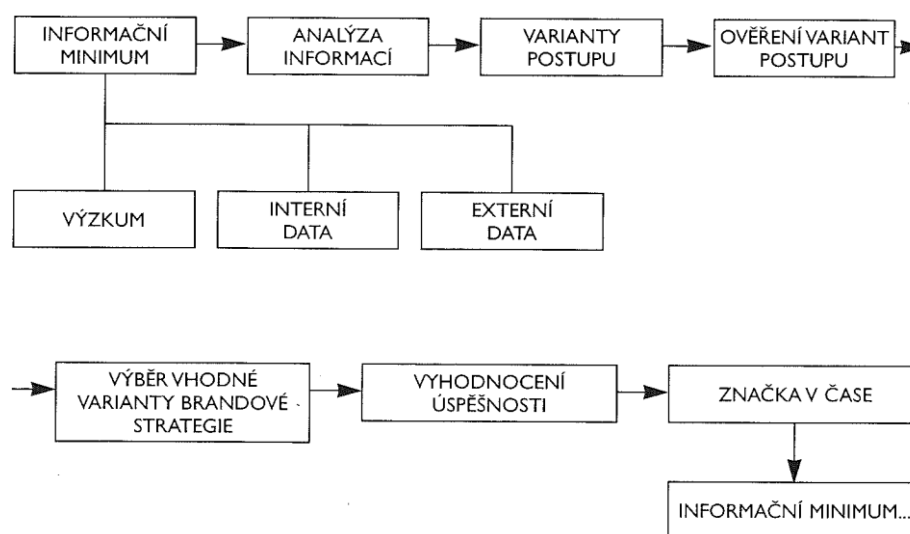 INFORMAČNÍ
MINIMUM
ANALÝZA
INFORMACÍ
VARIANTY
POSTUPU
OVĚŘENÍ VARIANT
POSTUPU
VÝZKUM
INTERNÍ
DATA
EXTERNÍ
DATA
VÝBĚR VHODNÉ
VARIANTY BRANDOVÉ
STRATEGIE
VYHODNOCENÍ
ÚSPĚŠNOSTI
ZNAČKA V ČASE
INFORMAČNÍ MINIMUM...